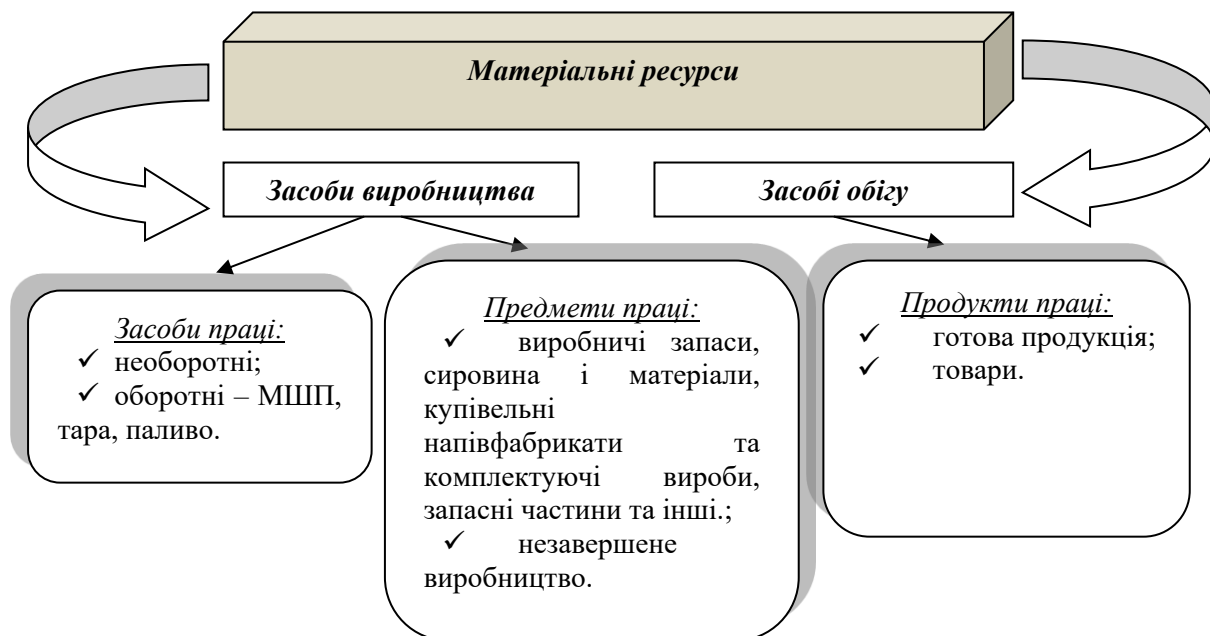 Матеріальні ресурси
Засоби виробництва
Засобі обігу
Засоби праці:
✓ необоротні;
✓ оборотні – МШП,
тара, паливо.
Предмети праці:
✓ виробничі запаси,
сировина і матеріали,
купівельні
напівфабрикати та
комплектуючі вироби,
запасні частини та інші.;
✓ незавершене
виробництво.
Продукти праці:
✓ готова продукція;
✓ товари.